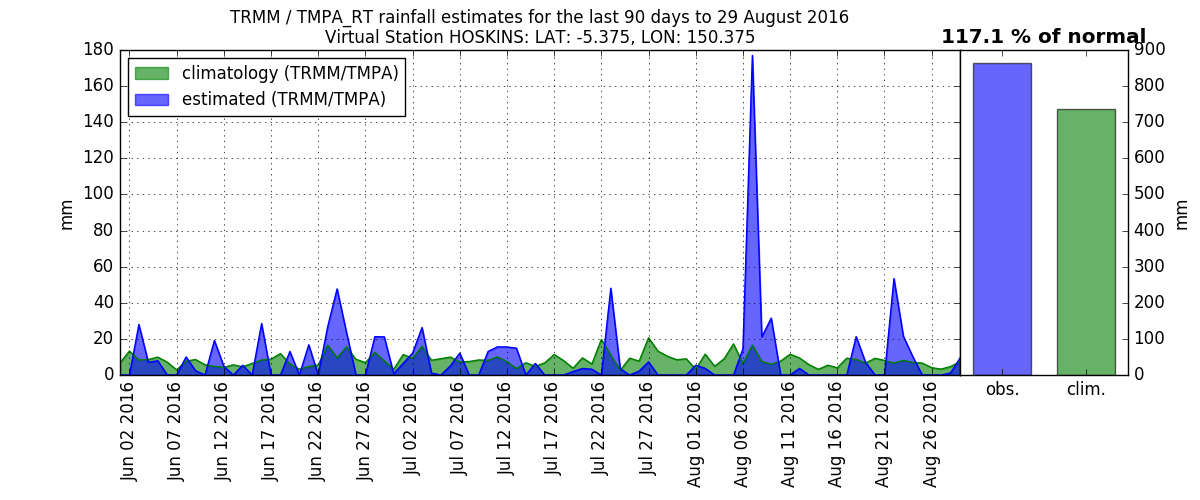 TRMM / TMPA_RT rainfall estimates for the last 90 days to 29 August 2016
Virtual Station HOSKINS: LAT: -5.375, LON: 150.375
117.1 % of normal
climatology (TRMM/TMPA)
estimated (TRMM/TMPA)
mm
180
160
140
120
100
80
60
40
20
0
Jun 02 2016
Jun 07 2016
Jun 12 2016
Jun 17 2016
Jun 22 2016
Jun 27 2016
Jul 02 2016
Jul 07 2016
Jul 12 2016
Jul 17 2016
Jul 22 2016
Jul 27 2016
Aug 01 2016
Aug 06 2016
Aug 11 2016
Aug 16 2016
Aug 21 2016
Aug 26 2016
900
800
700
600
500
400
300
200
100
0
mm
obs.
clim.